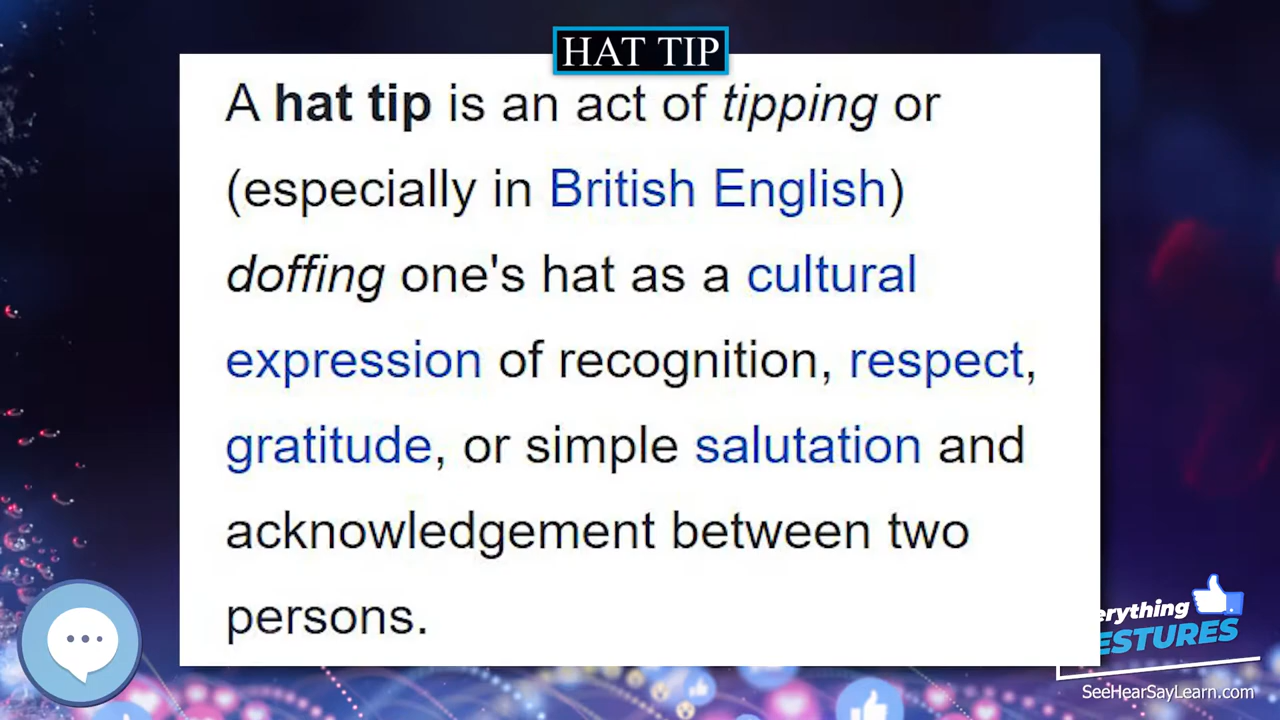 HAT TIP
A hat tip is an act of tipping or
(especially in British English)
doffing one's hat as a cultural
expression of recognition, respect,
gratitude, or simple salutation and
acknowledgement between two
persons.
erything
ESTURES
SeeHearSayLearn.com